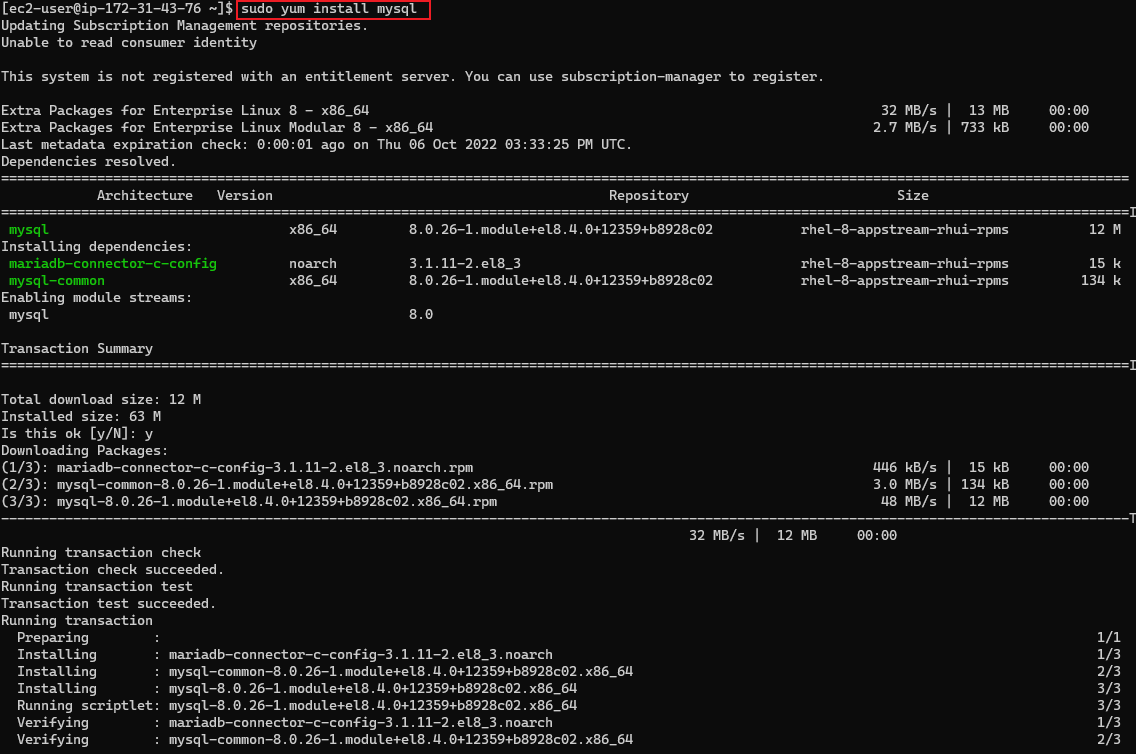 [ec2-user@ip-172-31-43-76 ~]$ sudo yum install mysql
Updating Subscription Management repositories.
Unable to read consumer identity
This system is not registered with an entitlement server. You can use subscription-manager to register.
Extra Packages for Enterprise Linux 8 - x86_64 32 MB/s | 13 MB 00:00
Extra Packages for Enterprise Linux Modular 8 - x86_64 2.7 MB/s | 733 kB 00:00
Last metadata expiration check: 0:00:01 ago on Thu 06 Oct 2022 03:33:25 PM UTC.
Dependencies resolved.
Architecture Version Repository Size
mysql x86_64 8.0.26-1.module+el8.4.0+12359+b8928c02 rhel-8-appstream-rhui-rpms 12 M
Installing dependencies:
mariadb-connector-c-config noarch 3.1.11-2.el8_3 rhel-8-appstream-rhui-rpms 15 k
mysql-common x86_64 8.0.26-1.module+el8.4.0+12359+b8928c02 rhel-8-appstream-rhui-rpms 134 k
Enabling module streams:
mysql 8.0
Transaction Summary
Total download size: 12 M
Installed size: 63 M
Is this ok [y/N]: y
Downloading Packages:
(1/3): mariadb-connector-c-config-3.1.11-2.el8_3.noarch.rpm 446 kB/s | 15 kB 00:00
(2/3): mysql-common-8.0.26-1.module+el8.4.0+12359+b8928c02.x86_64.rpm 3.0 MB/s | 134 kB 00:00
(3/3): mysql-8.0.26-1.module+el8.4.0+12359+b8928c02.x86_64.rpm 48 MB/s | 12 MB 00:00
32 MB/s | 12 MB 00:00
Running transaction check
Transaction check succeeded.
Running transaction test
Transaction test succeeded.
Running transaction
Preparing : 1/1
Installing : mariadb-connector-c-config-3.1.11-2.el8_3.noarch 1/3
Installing : mysql-common-8.0.26-1.module+el8.4.0+12359+b8928c02.x86_64 2/3
Installing : mysql-8.0.26-1.module+el8.4.0+12359+b8928c02.x86_64 3/3
Running scriptlet: mysql-8.0.26-1.module+el8.4.0+12359+b8928c02.x86_64 3/3
Verifying : mariadb-connector-c-config-3.1.11-2.el8_3.noarch 1/3
Verifying : mysql-common-8.0.26-1.module+el8.4.0+12359+b8928c02.x86_64 2/3